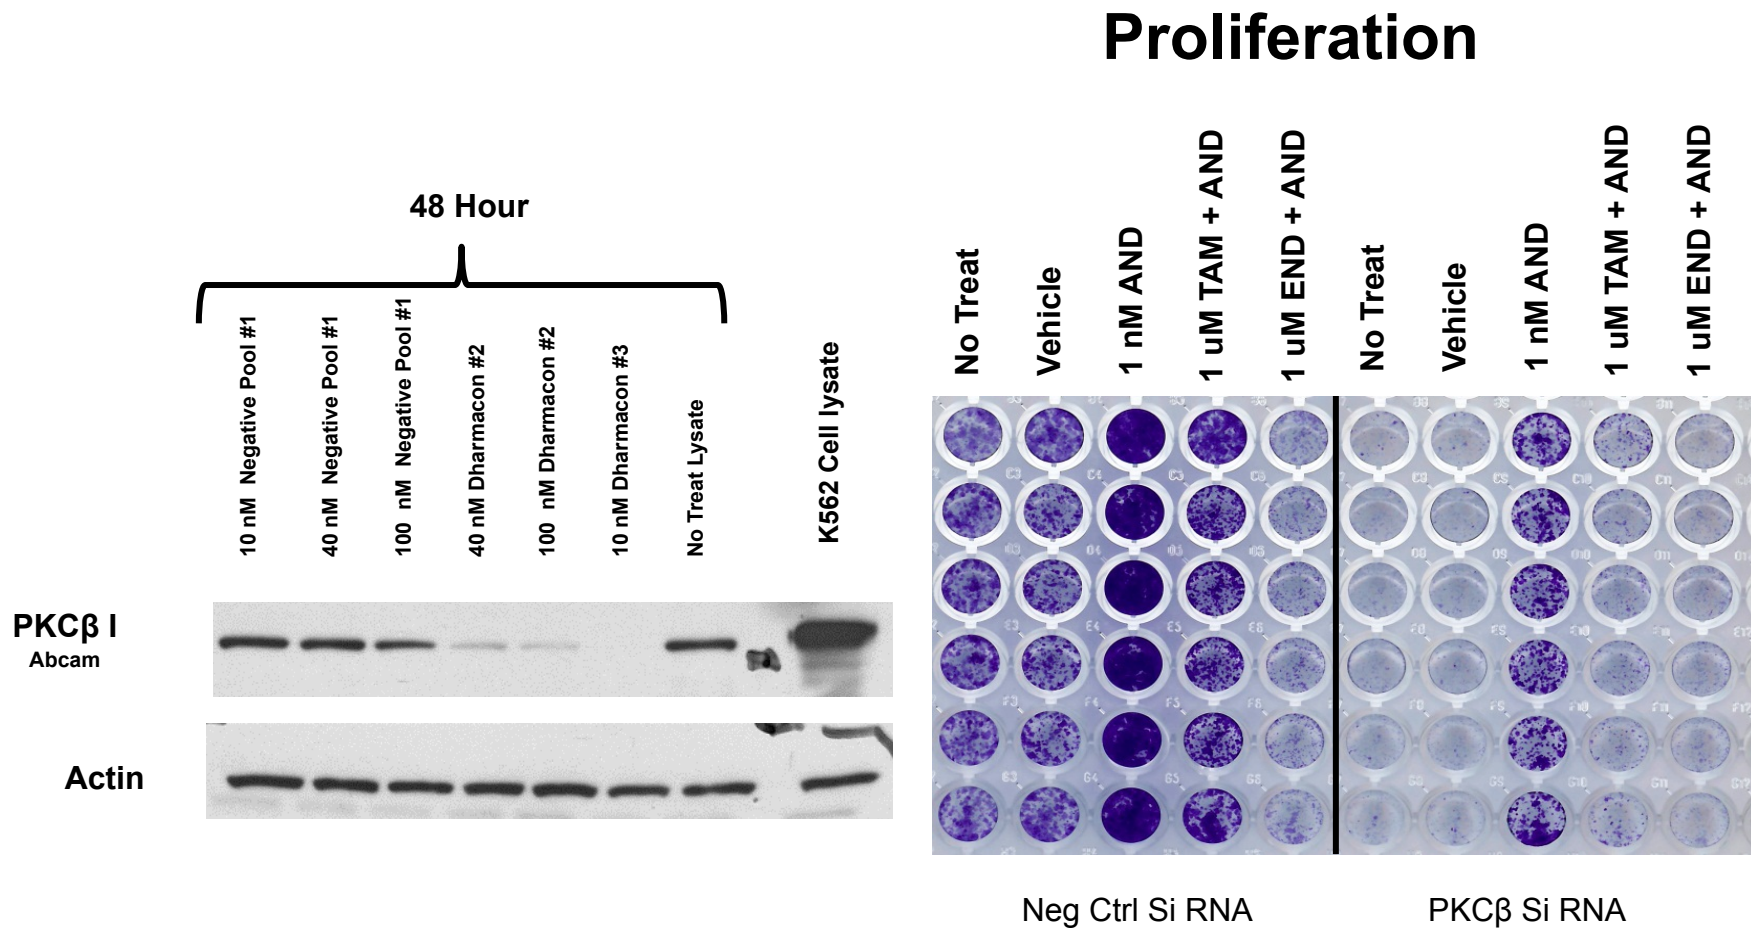 Proliferation
48 Hour
10 nM Negative Pool #1
40 nM Negative Pool #1
100 nM Negative Pool #1
40 nM Dharmacon #2
100 nM Dharmacon #2
10 nM Dharmacon #3
No Treat Lysate
K562 Cell lysate
PKCβ I
Abcam
Actin
No Treat
Vehicle
1 nM AND
1 uM TAM + AND
1 uM END + AND
No Treat
Vehicle
1 nM AND
1 uM TAM + AND
1 uM END + AND
Neg Ctrl Si RNA
PKCβ Si RNA